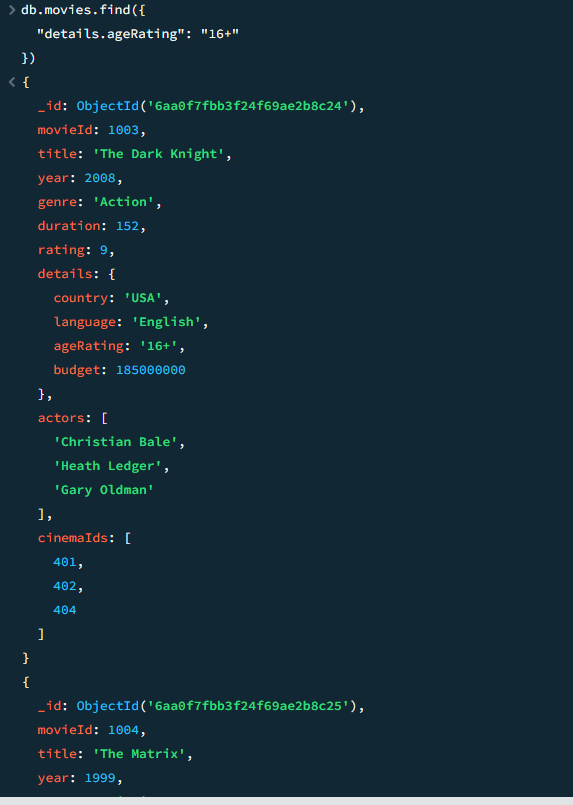 > db.movies.find({
"details.ageRating": "16+"
})
< {
_id: ObjectId('6aa0f7fbb3f24f69ae2b8c24'),
movieId: 1003,
title: 'The Dark Knight',
year: 2008,
genre: 'Action',
duration: 152,
rating: 9,
details: {
country: 'USA',
language: 'English',
ageRating: '16+',
budget: 185000000
},
actors: [
'Christian Bale',
'Heath Ledger',
'Gary Oldman'
],
cinemaIds: [
401,
402,
404
]
}
{
_id: ObjectId('6aa0f7fbb3f24f69ae2b8c25'),
movieId: 1004,
title: 'The Matrix',
year: 1999,